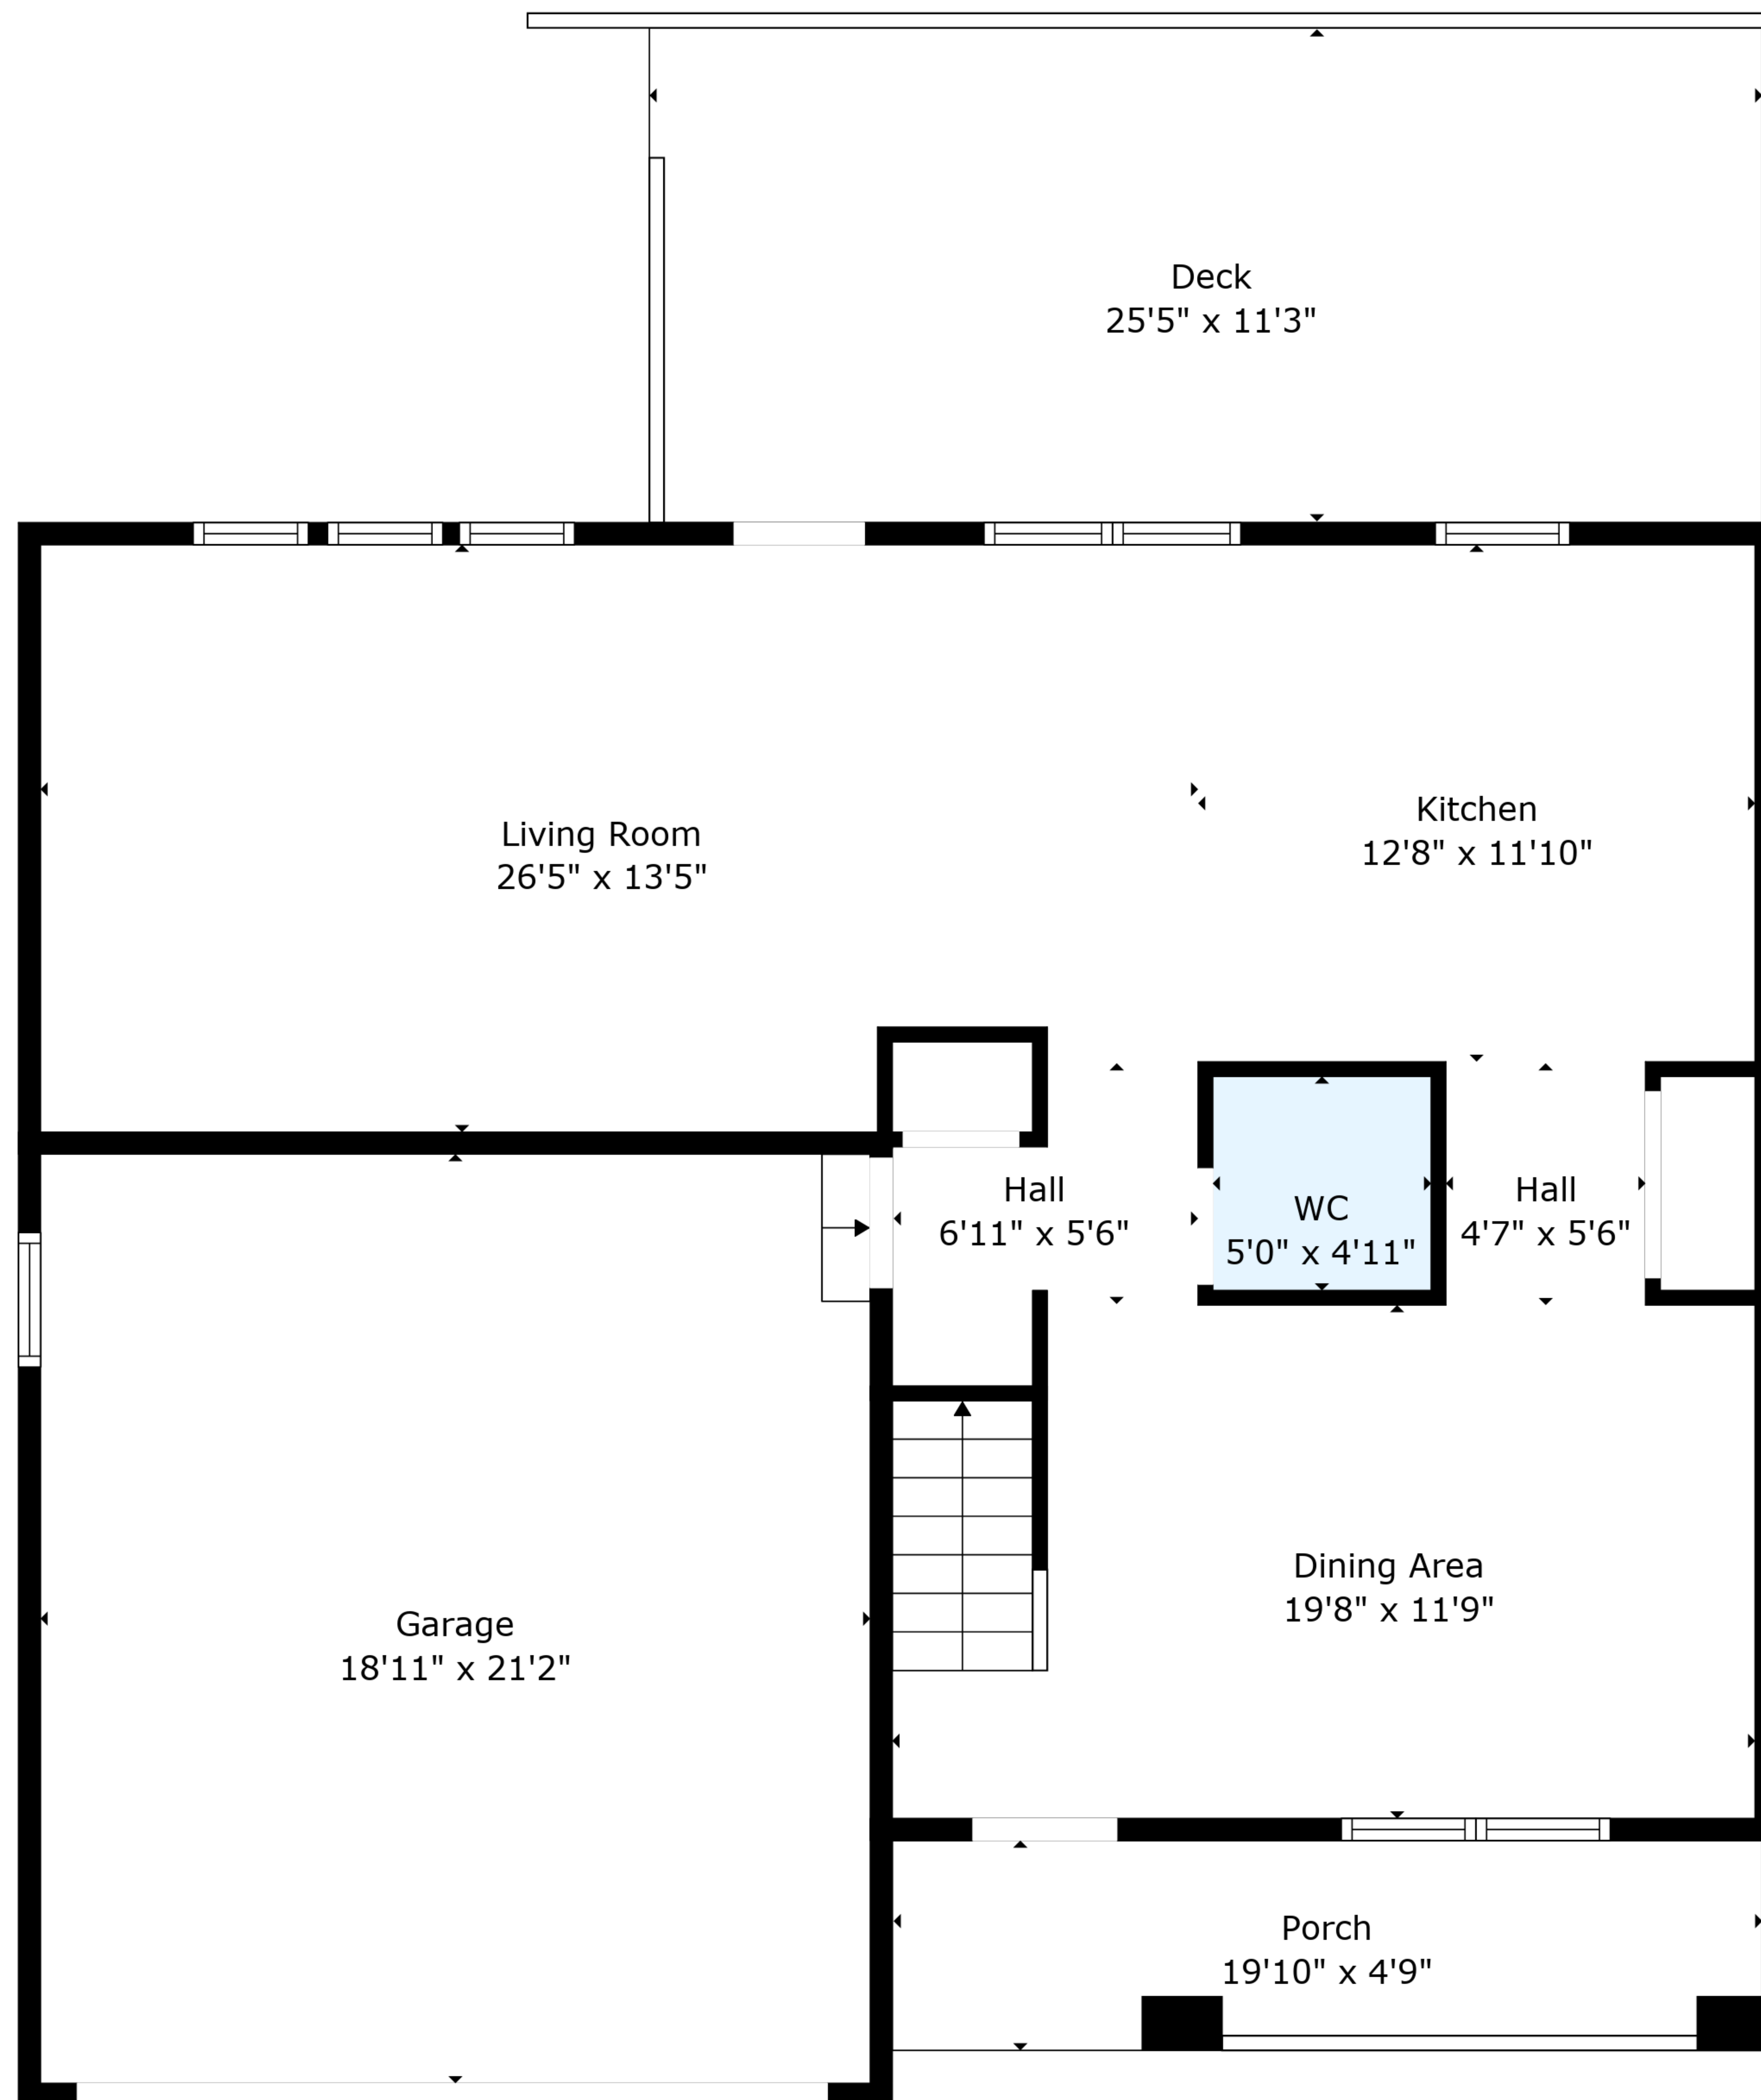 Deck
25'5" x 11'3"
Living Room
26'5" x 13'5"
Kitchen
12'8" x 11'10"
Hall
6'11" x 5'6"
WC
5'0" x 4'11"
Hall
4'7" x 5'6"
Dining Area
19'8" x 11'9"
Garage
18'11" x 21'2"
Porch
19'10" x 4'9"